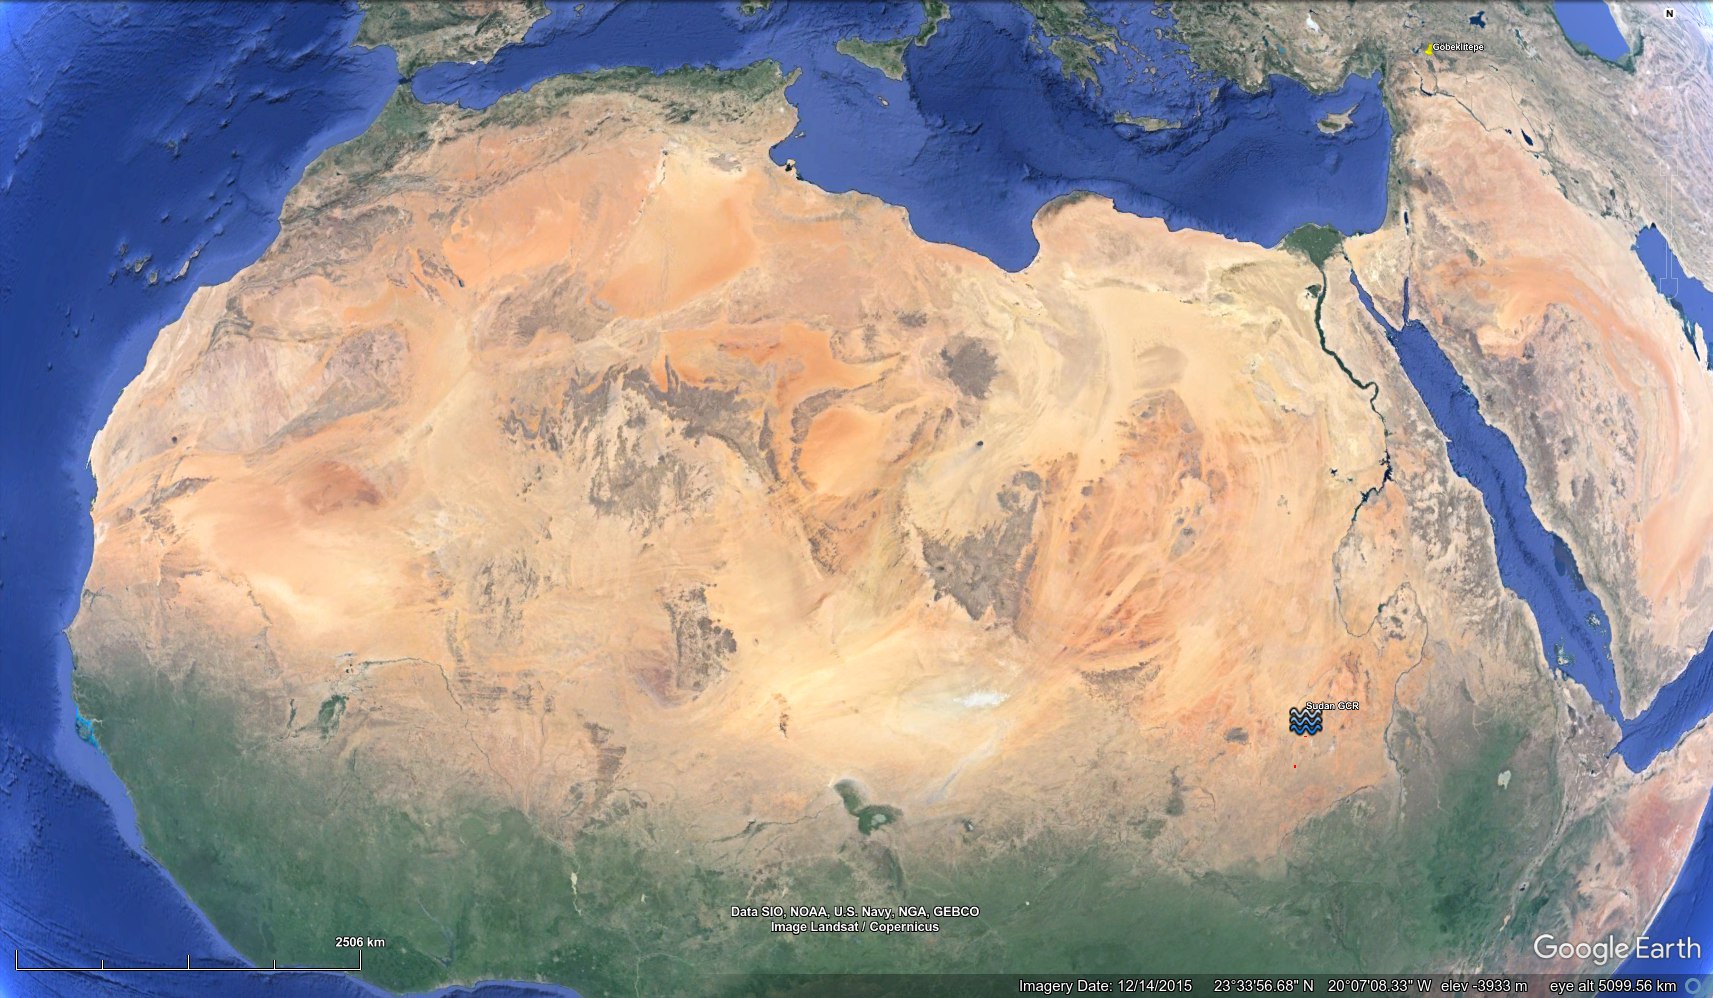 N
Gobeklitepe
Sudan GCR
Data SIO, NOAA, U.S. Navy, NGA, GEBCO
Image Landsat / Copernicus
2506 km
Google Earth
Imagery Date: 12/14/2015 23°33'56.68" N 20°07'08.33" W elev -3933 m eye alt 5099.56 km